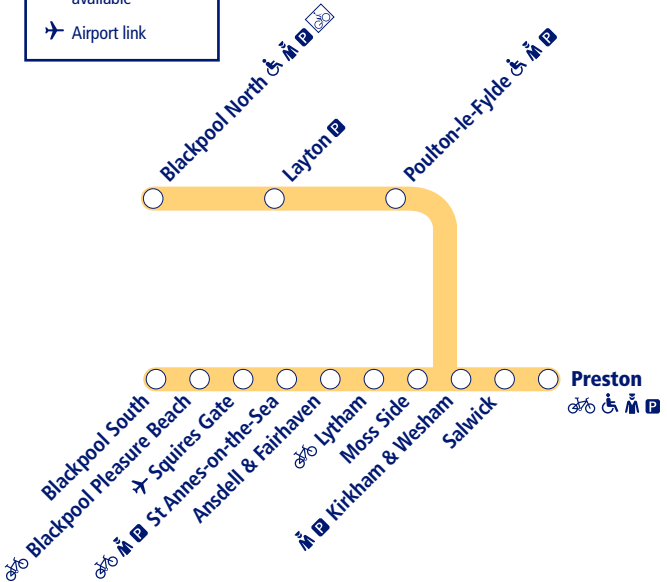 available
Airport link
Blackpool North P
Layton P
Poulton-le-Fylde P
Preston
P
Blackpool South
Blackpool Pleasure Beach
Squires Gate
P St Annes-on-the-Sea
Ansdell & Fairhaven
Lytham
Moss Side
P Kirkham & Wesham
Salwick